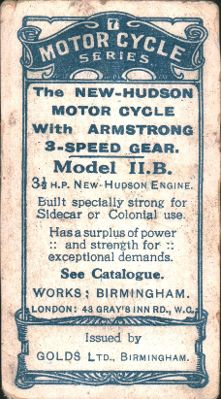 7
MOTOR CYCLE
SERIES
The NEW-HUDSON
MOTOR CYCLE
With ARMSTRONG
3-SPEED GEAR.
Model II.B.
3½ H.P. NEW-HUDSON ENGINE.
Built specially strong for
Sidecar or Colonial use.
Has a surplus of power
:: and strength for ::
exceptional demands.
See Catalogue.
WORKS: BIRMINGHAM.
LONDON: 43 GRAY'S INN RD., W.C.
Issued by
GOLDS LTD., BIRMINGHAM.